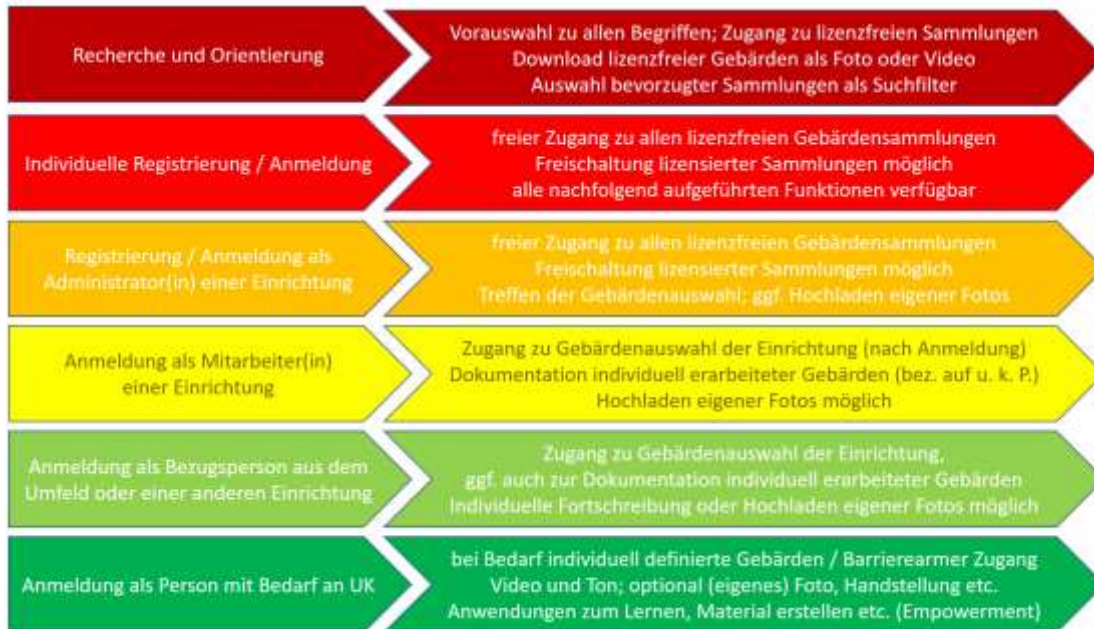 Recherche und Orientierung
Vorauswahl zu allen Begriffen; Zugang zu lizenzfreien Sammlungen
Download lizenzfreier Gebärden als Foto oder Video
Auswahl bevorzugter Sammlungen als Suchfilter
Individuelle Registrierung / Anmeldung
freier Zugang zu allen lizenzfreien Gebärdensammlungen
Freischaltung lizensierter Sammlungen möglich
alle nachfolgend aufgeführten Funktionen verfügbar
Registrierung / Anmeldung als
Administrator(in) einer Einrichtung
freier Zugang zu allen lizenzfreien Gebärdensammlungen
Freischaltung lizensierter Sammlungen möglich
Treffen der Gebärdenauswahl; ggf. Hochladen eigener Fotos
Anmeldung als Mitarbeiter(in)
einer Einrichtung
Zugang zu Gebärdenauswahl der Einrichtung (nach Anmeldung)
Dokumentation individuell erarbeiteter Gebärden (bez. auf u. k. P.)
Hochladen eigener Fotos möglich
Anmeldung als Bezugsperson aus dem
Umfeld oder einer anderen Einrichtung
Zugang zu Gebärdenauswahl der Einrichtung,
ggf. auch zur Dokumentation individuell erarbeiteter Gebärden
Individuelle Fortschreibung oder Hochladen eigener Fotos möglich
Anmeldung als Person mit Bedarf an UK
bei Bedarf individuell definierte Gebärden / Barrierearmer Zugang
Video und Ton; optional (eigenes) Foto, Handstellung etc.
Anwendungen zum Lernen, Material erstellen etc. (Empowerment)